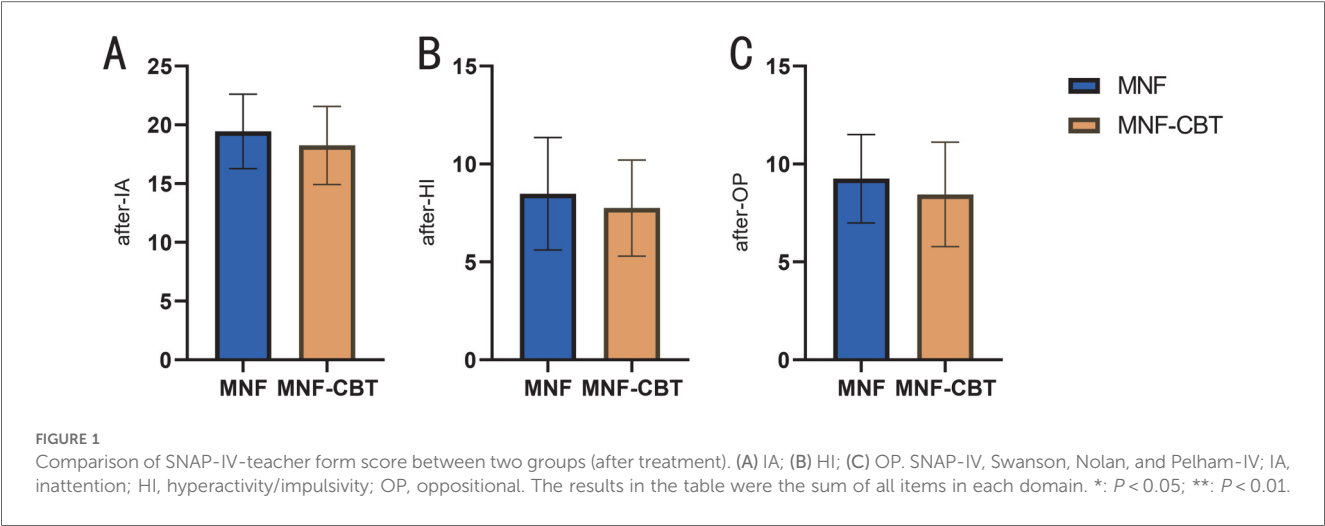 A
B
C
25
20
15
10
5
0
after-IA
MNF MNF-CBT
15
10
5
0
after-HI
MNF MNF-CBT
15
10
5
0
after-OP
MNF MNF-CBT
MNF
MNF-CBT
FIGURE 1
Comparison of SNAP-IV-teacher form score between two groups (after treatment). (A) IA; (B) HI; (C) OP. SNAP-IV, Swanson, Nolan, and Pelham-IV; IA,
inattention; HI, hyperactivity/impulsivity; OP, oppositional. The results in the table were the sum of all items in each domain. *: P < 0.05; **: P < 0.01.